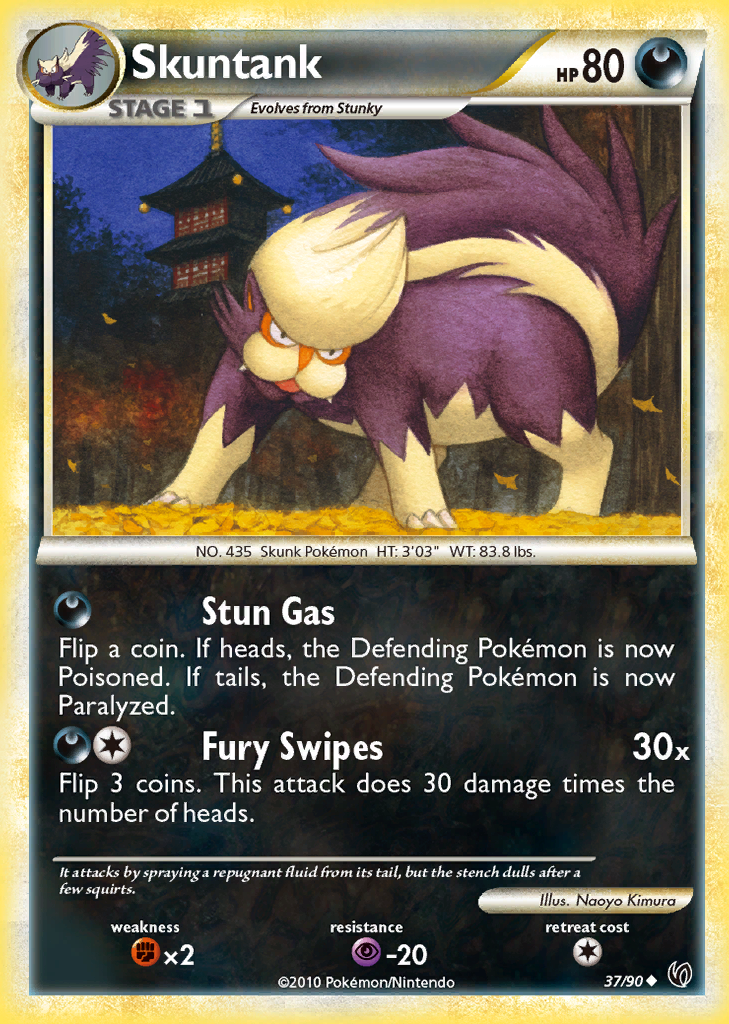 Skuntank
HP 80
STAGE 1
Evolves from Stunky
NO. 435 Skunk Pokémon HT: 3'03" WT: 83.8 lbs.
Stun Gas
Flip a coin. If heads, the Defending Pokémon is now
Poisoned. If tails, the Defending Pokémon is now
Paralyzed.
Fury Swipes 30x
Flip 3 coins. This attack does 30 damage times the
number of heads.
It attacks by spraying a repugnant fluid from its tail, but the stench dulls after a
few squirts.
Illus. Naoyo Kimura
weakness resistance retreat cost
×2 -20
©2010 Pokémon/Nintendo 37/90